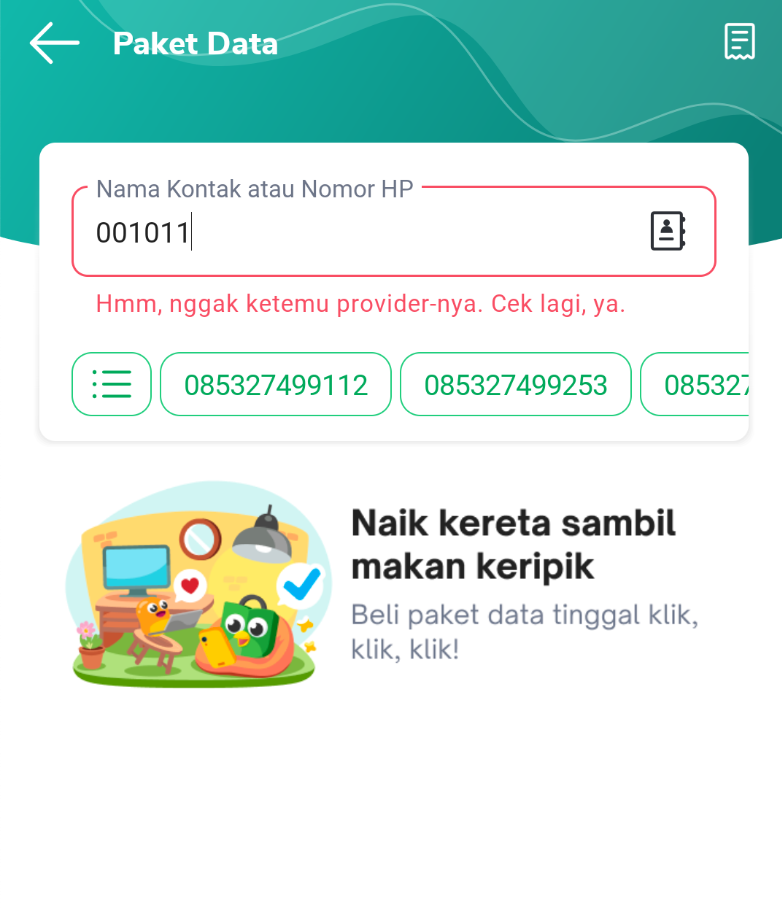 Paket Data
Nama Kontak atau Nomor HP
001011
Hmm, nggak ketemu provider-nya. Cek lagi, ya.
085327499112 085327499253 085327
Naik kereta sambil
makan keripik
Beli paket data tinggal klik,
klik, klik!